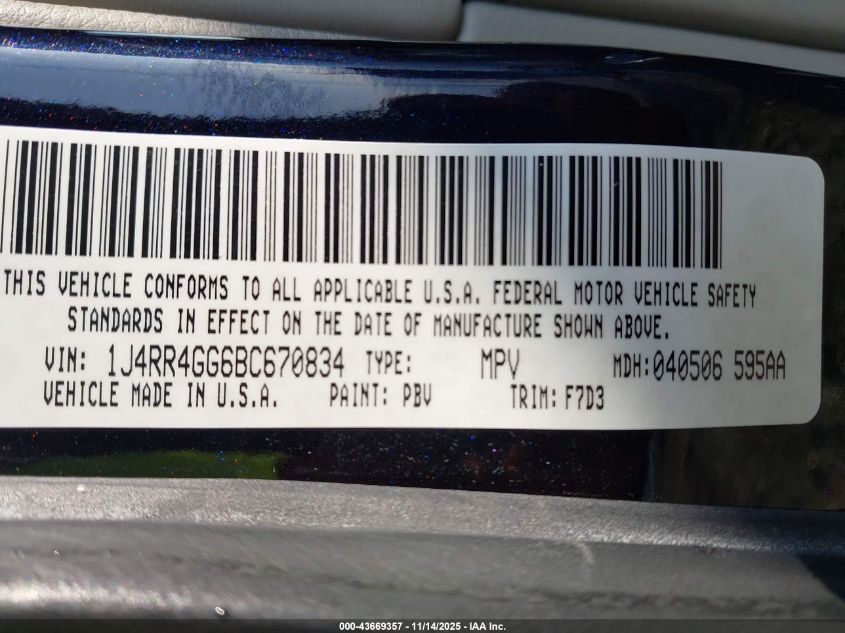 THIS VEHICLE CONFORMS TO ALL APPLICABLE U.S.A. FEDERAL MOTOR VEHICLE SAFETY
STANDARDS IN EFFECT ON THE DATE OF MANUFACTURE SHOWN ABOVE.
VIN: 1J4RR4GG6BC670834 TYPE: MPV MDH:040506 595AA
VEHICLE MADE IN U.S.A. PAINT: PBV TRIM: F7D3
000-43669357 - 11/14/2025 - IAA Inc.